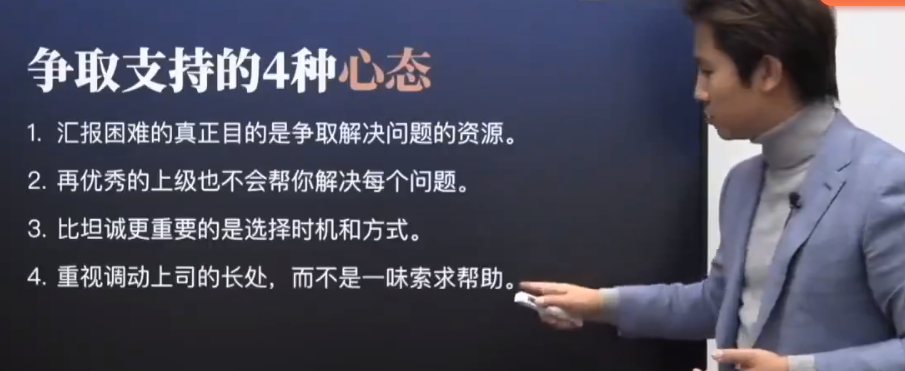 争取支持的4种心态
1. 汇报困难的真正目的是争取解决问题的资源。
2. 再优秀的上级也不会帮你解决每个问题。
3. 比坦诚更重要的是选择时机和方式。
4. 重视调动上司的长处，而不是一味索求帮助。